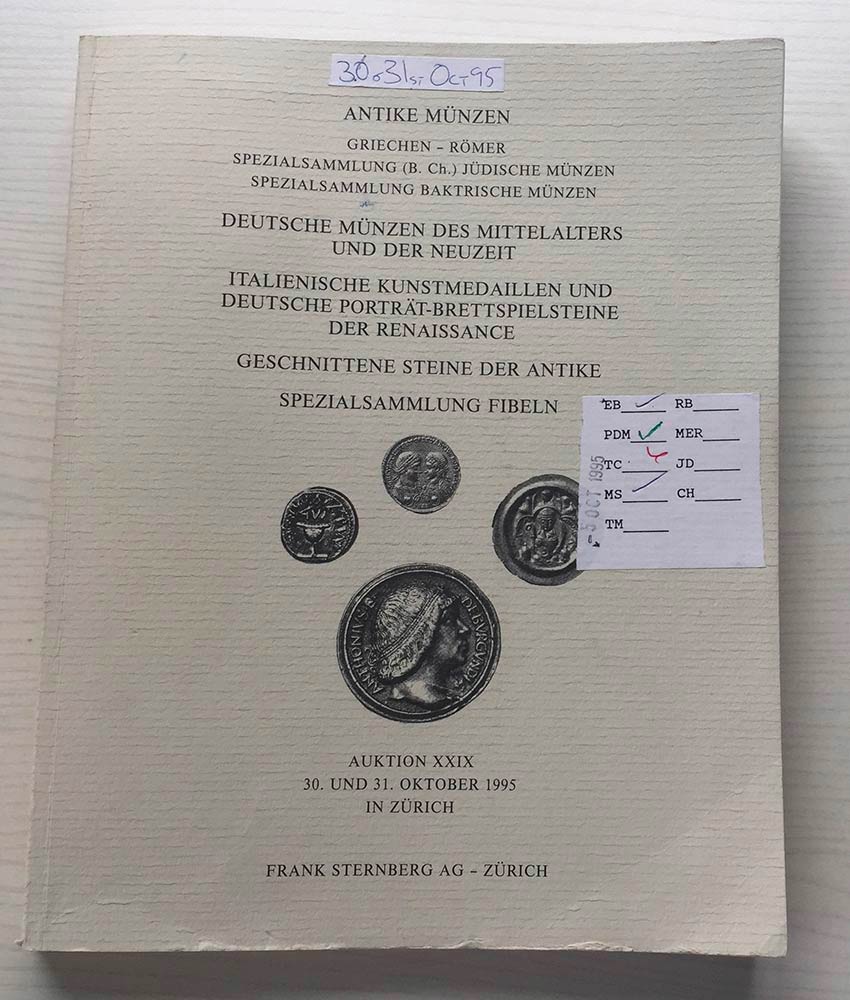 30 & 31ST OCT 95
ANTIKE MÜNZEN
GRIECHEN – RÖMER
SPEZIALSAMMLUNG (B. Ch.) JÜDISCHE MÜNZEN
SPEZIALSAMMLUNG BAKTRISCHE MÜNZEN
DEUTSCHE MÜNZEN DES MITTELALTERS
UND DER NEUZEIT
ITALIENISCHE KUNSTMEDAILLEN UND
DEUTSCHE PORTRÄT-BRETTSPIELSTEINE
DER RENAISSANCE
GESCHNITTENE STEINE DER ANTIKE
SPEZIALSAMMLUNG FIBELN
EB RB
PDM MER
TC JD
MS CH
TM
5 OCT 1995
ANTHONIVS B DE BVRGVNDI
AUKTION XXIX
30. UND 31. OKTOBER 1995
IN ZÜRICH
FRANK STERNBERG AG – ZÜRICH